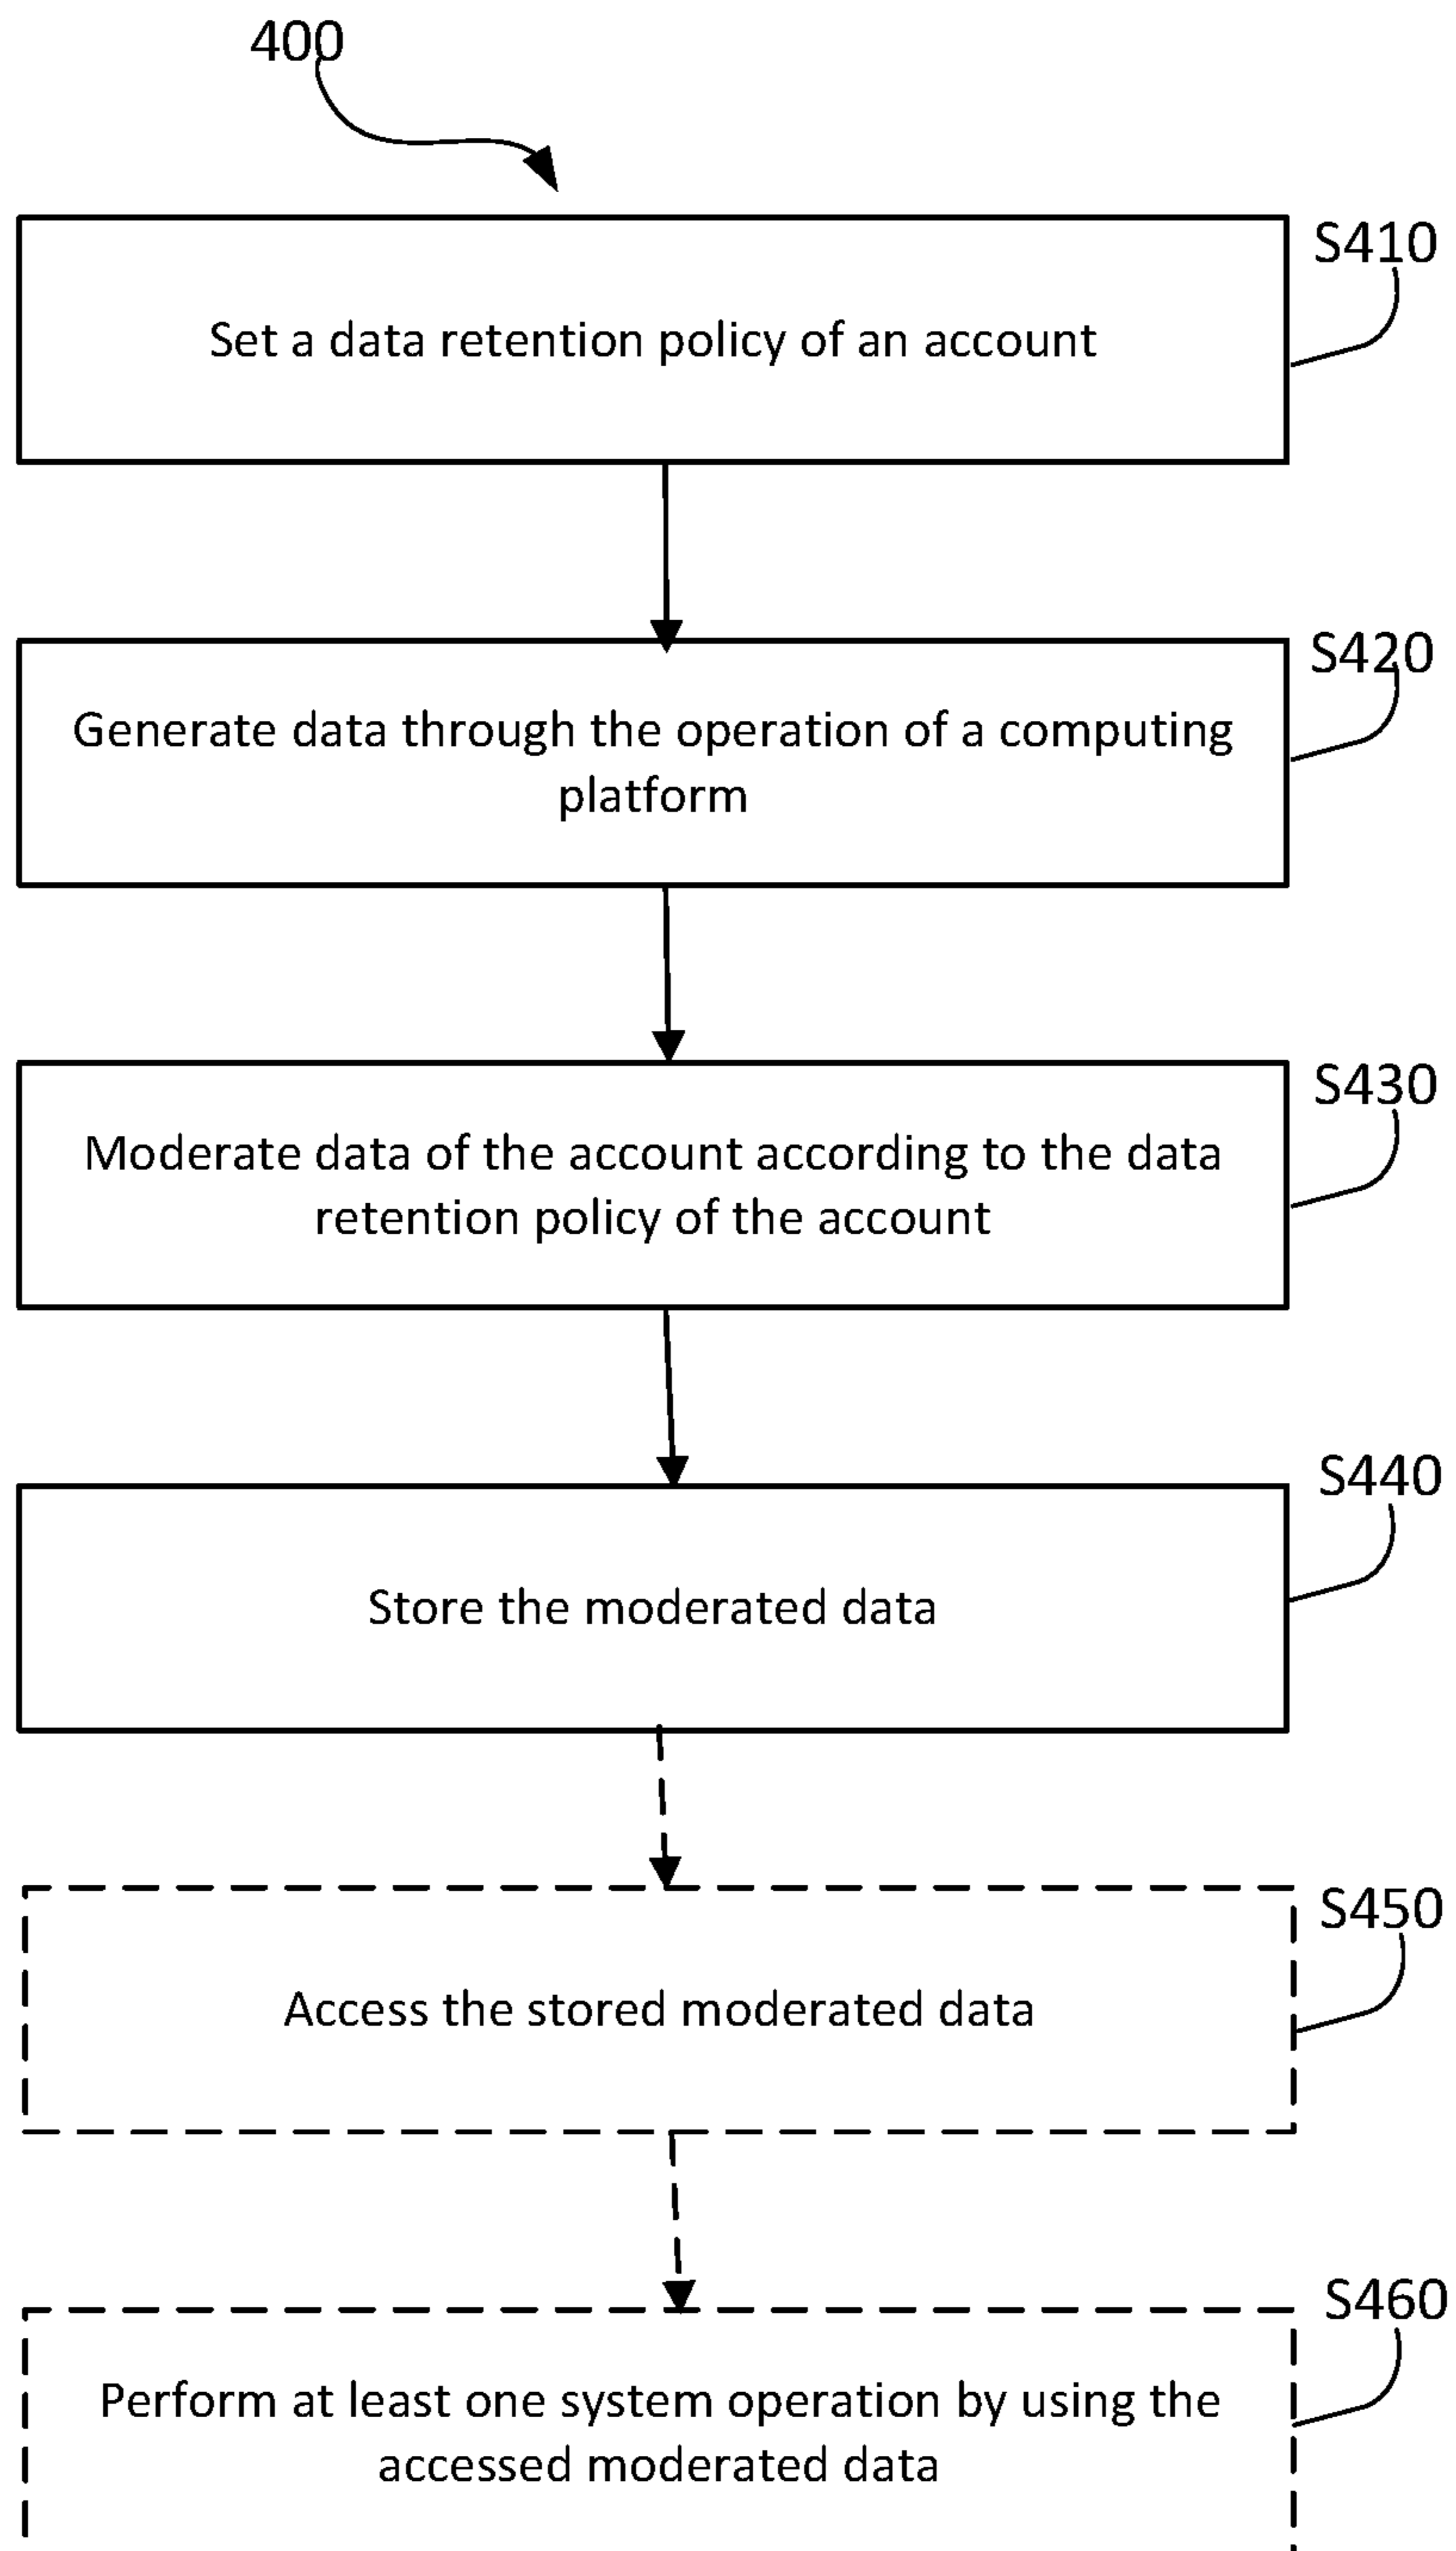 400
S410
Set a data retention policy of an account
S420
Generate data through the operation of a computing
platform
S430
Moderate data of the account according to the data
retention policy of the account
S440
Store the moderated data
S450
Access the stored moderated data
S460
Perform at least one system operation by using the
accessed moderated data